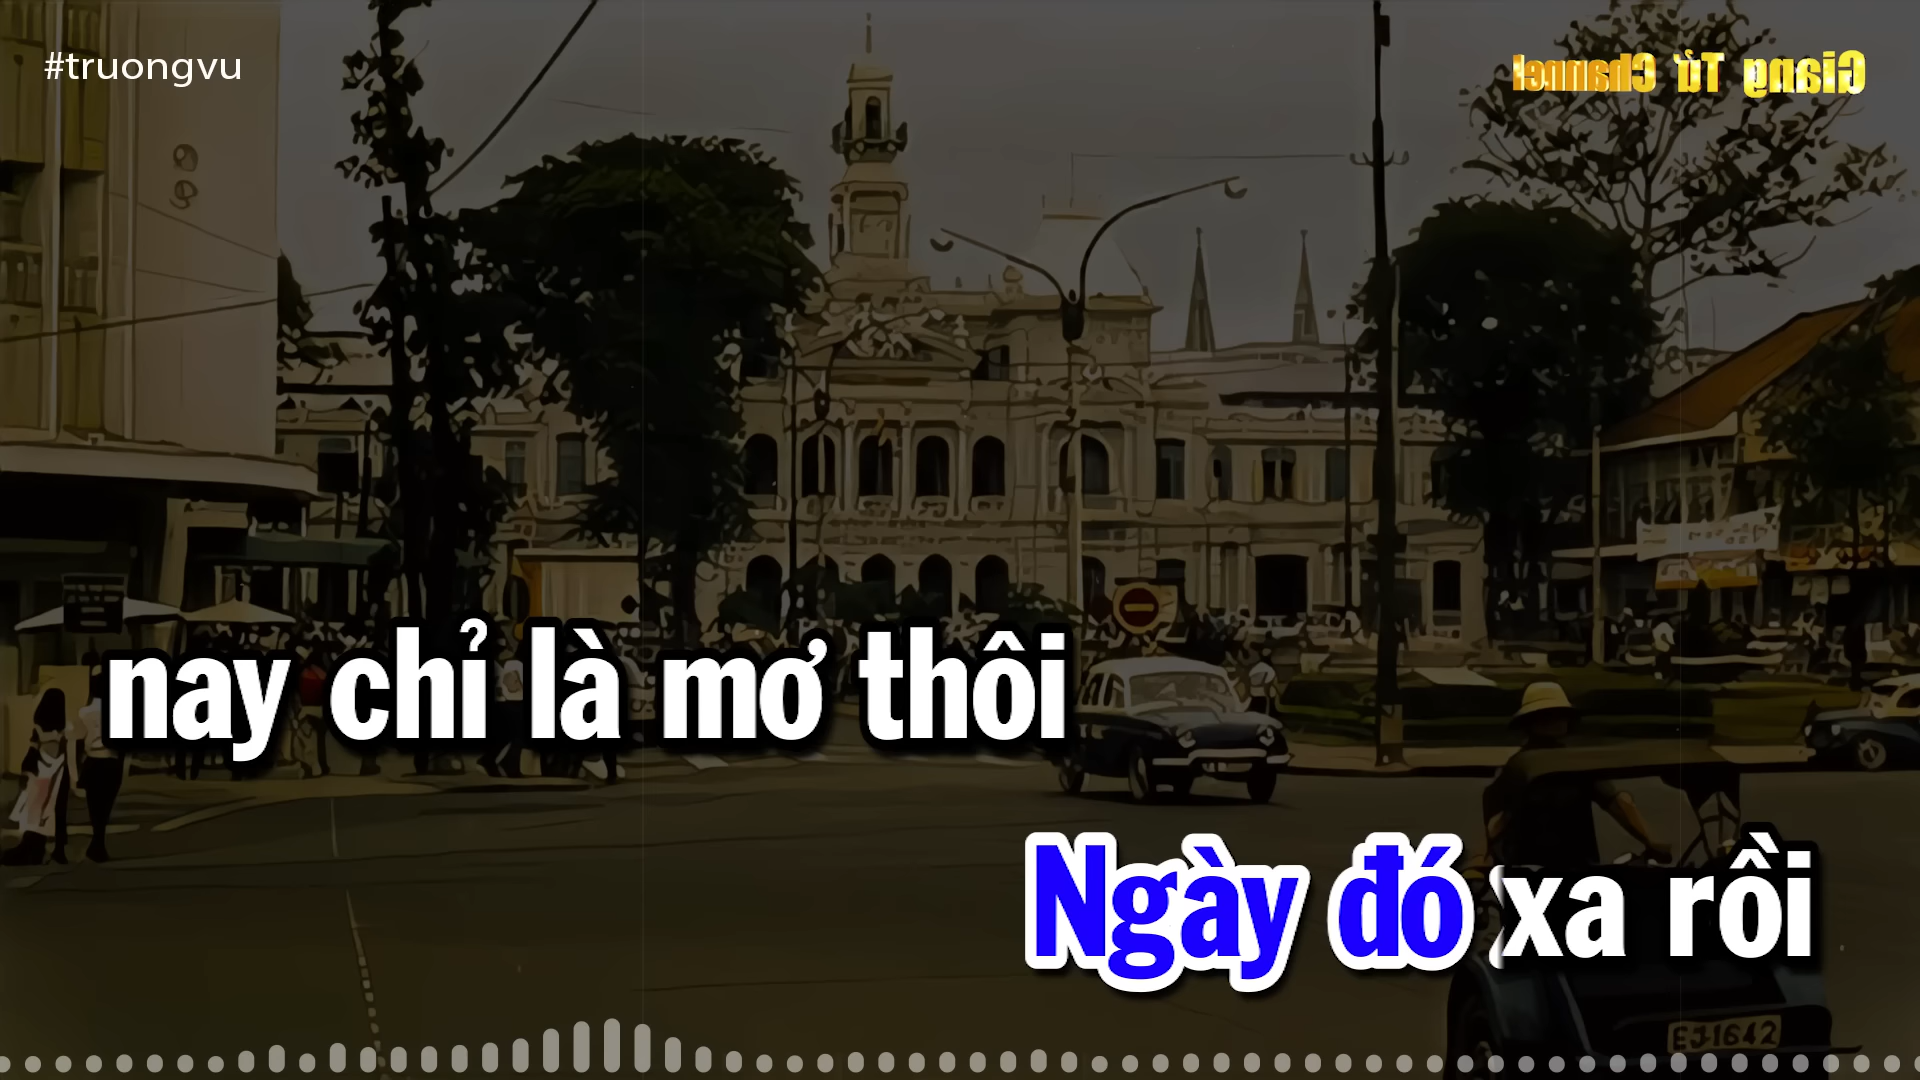 #truongvu
Giang Tử Channel
nay chỉ là mơ thôi
Ngày đó xa rồi
EJ-1642